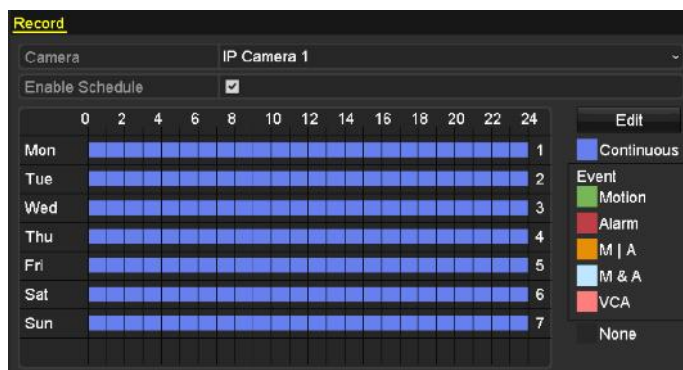 Record
Camera IP Camera 1
Enable Schedule
0 2 4 6 8 10 12 14 16 18 20 22 24
Edit
Mon 1
Continuous
Tue 2
Event
Motion
Wed 3
Alarm
Thu 4
M | A
Fri 5
M & A
Sat 6
VCA
Sun 7
None